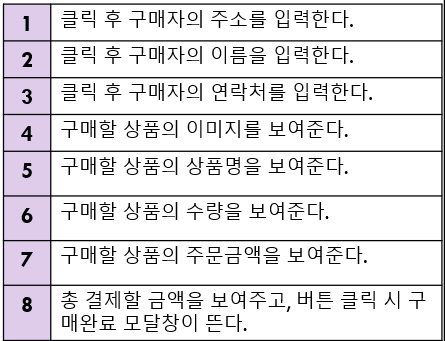 1 클릭 후 구매자의 주소를 입력한다.
2 클릭 후 구매자의 이름을 입력한다.
3 클릭 후 구매자의 연락처를 입력한다.
4 구매할 상품의 이미지를 보여준다.
5 구매할 상품의 상품명을 보여준다.
6 구매할 상품의 수량을 보여준다.
7 구매할 상품의 주문금액을 보여준다.
8 총 결제할 금액을 보여주고, 버튼 클릭 시 구
매완료 모달창이 뜬다.